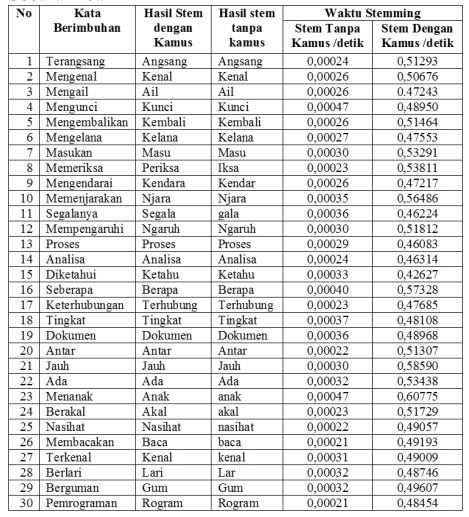 No Kata Berimbuhan Hasil Stem dengan Kamus Hasil stem tanpa kamus Waktu Stemming
Stem Tanpa Kamus /detik Stem Dengan Kamus /detik
1 Terangsang Angsang Angsang 0,00024 0,51293
2 Mengenal Kenal Kenal 0,00026 0,50676
3 Mengail Ail Ail 0,00026 0.47243
4 Mengunci Kunci Kunci 0,00047 0,48950
5 Mengembalikan Kembali Kembali 0,00026 0,51464
6 Mengelana Kelana Kelana 0,00027 0,47553
7 Masukan Masu Masu 0,00030 0,53291
8 Memeriksa Periksa Iksa 0,00023 0,53811
9 Mengendarai Kendara Kendar 0,00026 0,47217
10 Memenjarakan Njara Njara 0,00035 0,56486
11 Segalanya Segala gala 0,00036 0,46224
12 Mempengaruhi Ngaruh Ngaruh 0,00030 0,51812
13 Proses Proses Proses 0,00029 0,46083
14 Analisa Analisa Analisa 0,00024 0,46314
15 Diketahui Ketahu Ketahu 0,00033 0,42627
16 Seberapa Berapa Berapa 0,00040 0,57328
17 Keterhubungan Terhubung Terhubung 0,00023 0,47685
18 Tingkat Tingkat Tingkat 0,00037 0,48108
19 Dokumen Dokumen Dokumen 0,00036 0,48968
20 Antar Antar Antar 0,00022 0,51307
21 Jauh Jauh Jauh 0,00030 0,58590
22 Ada Ada Ada 0,00032 0,53438
23 Menanak Anak anak 0,00047 0,60775
24 Berakal Akal akal 0,00023 0,51729
25 Nasihat Nasihat nasihat 0,00022 0,49057
26 Membacakan Baca baca 0,00021 0,49193
27 Terkenal Kenal kenal 0,00031 0,49009
28 Berlari Lari Lar 0,00032 0,48746
29 Berguman Gum Gum 0,00032 0,49607
30 Pemrograman Rogram Rogram 0,00021 0,48454